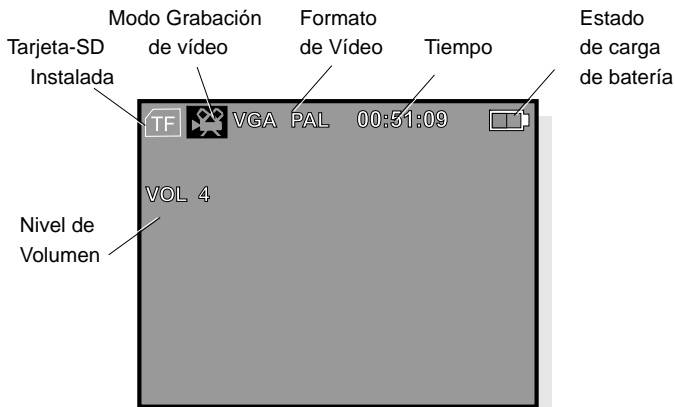 Modo Grabación
de vídeo
Formato
de Vídeo
Tiempo
Estado
de carga
de batería
Tarjeta-SD
Instalada
TF VGA PAL 00:51:09
VOL 4
Nivel de
Volumen